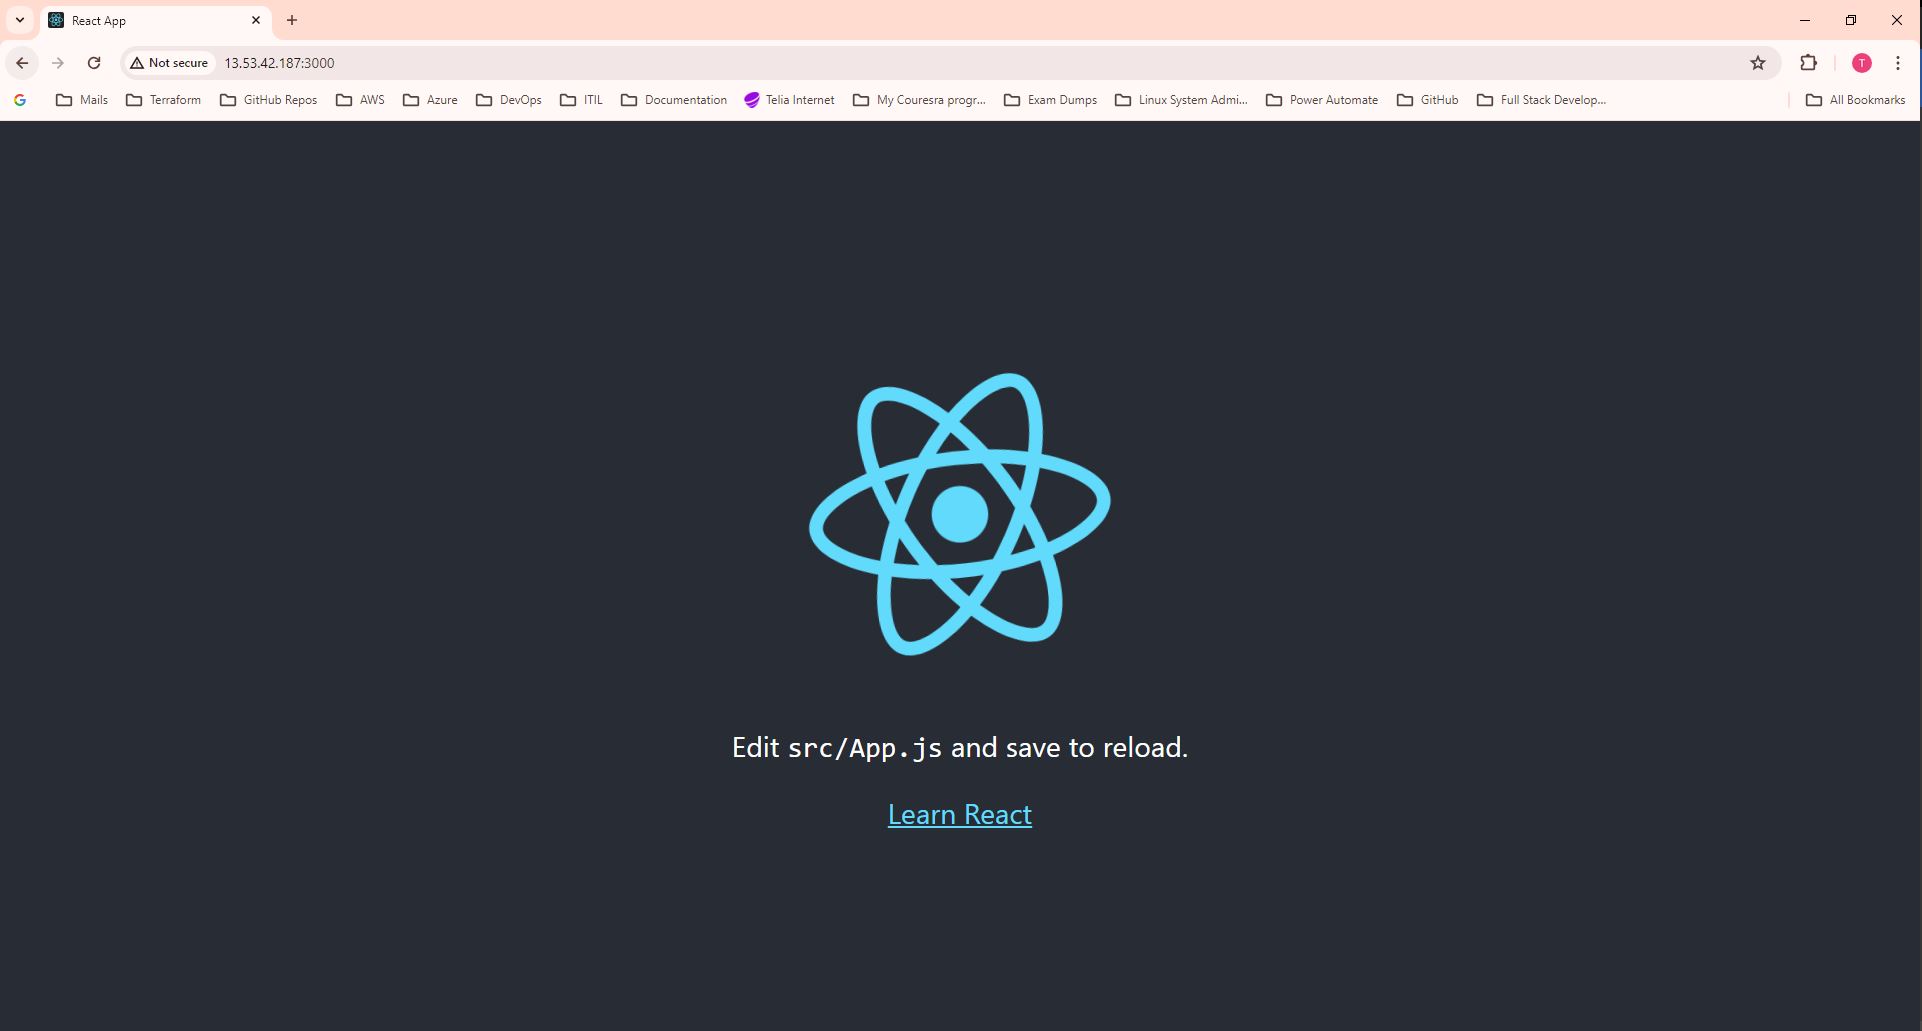 React App
Not secure 13.53.42.187:3000
T
Mails Terraform GitHub Repos AWS Azure DevOps ITIL Documentation Telia Internet My Couresra progr... Exam Dumps Linux System Admi... Power Automate GitHub Full Stack Develop... All Bookmarks
Edit src/App.js and save to reload.
Learn React